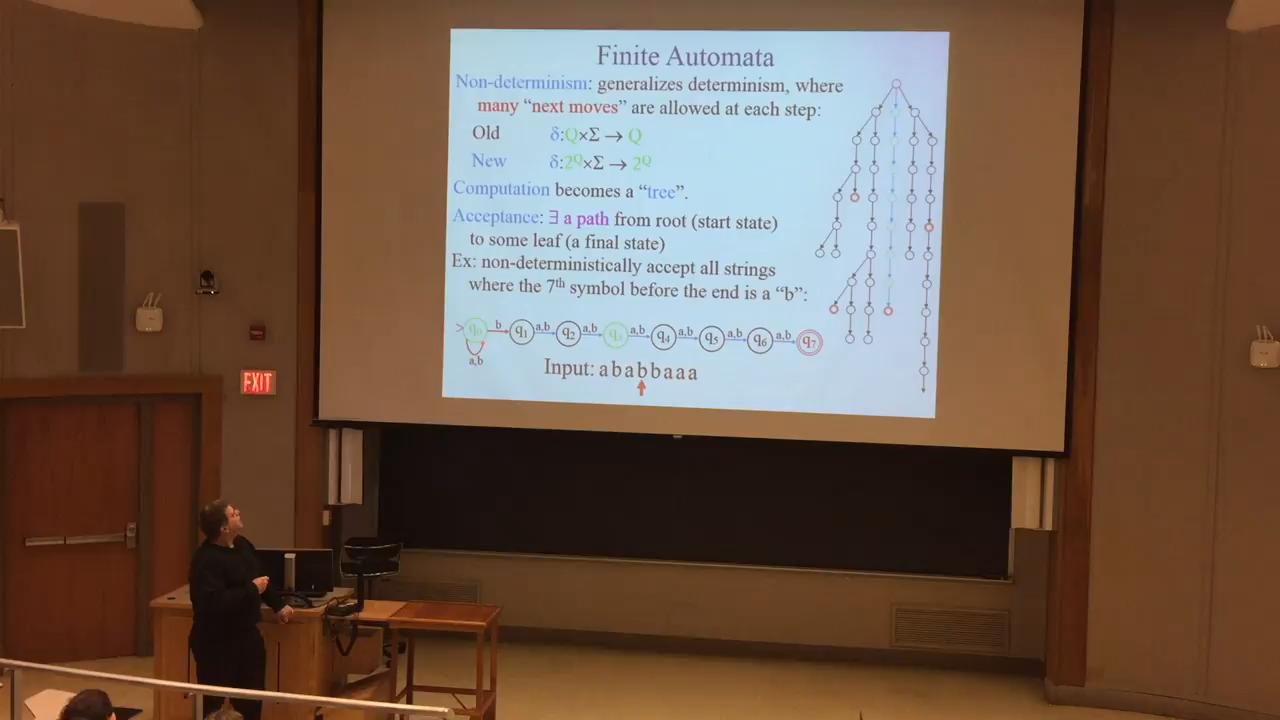 Finite Automata
Non-determinism: generalizes determinism, where
many “next moves” are allowed at each step:
Old δ:Q×Σ → Q
New δ:2^Q×Σ → 2^Q
Computation becomes a “tree”.
Acceptance: ∃ a path from root (start state)
to some leaf (a final state)
Ex: non-deterministically accept all strings
where the 7th symbol before the end is a “b”:
> q₀ b q₁ a,b q₂ a,b q₃ a,b q₄ a,b q₅ a,b q₆ a,b q₇
a,b
Input: a b a b b a a a
EXIT